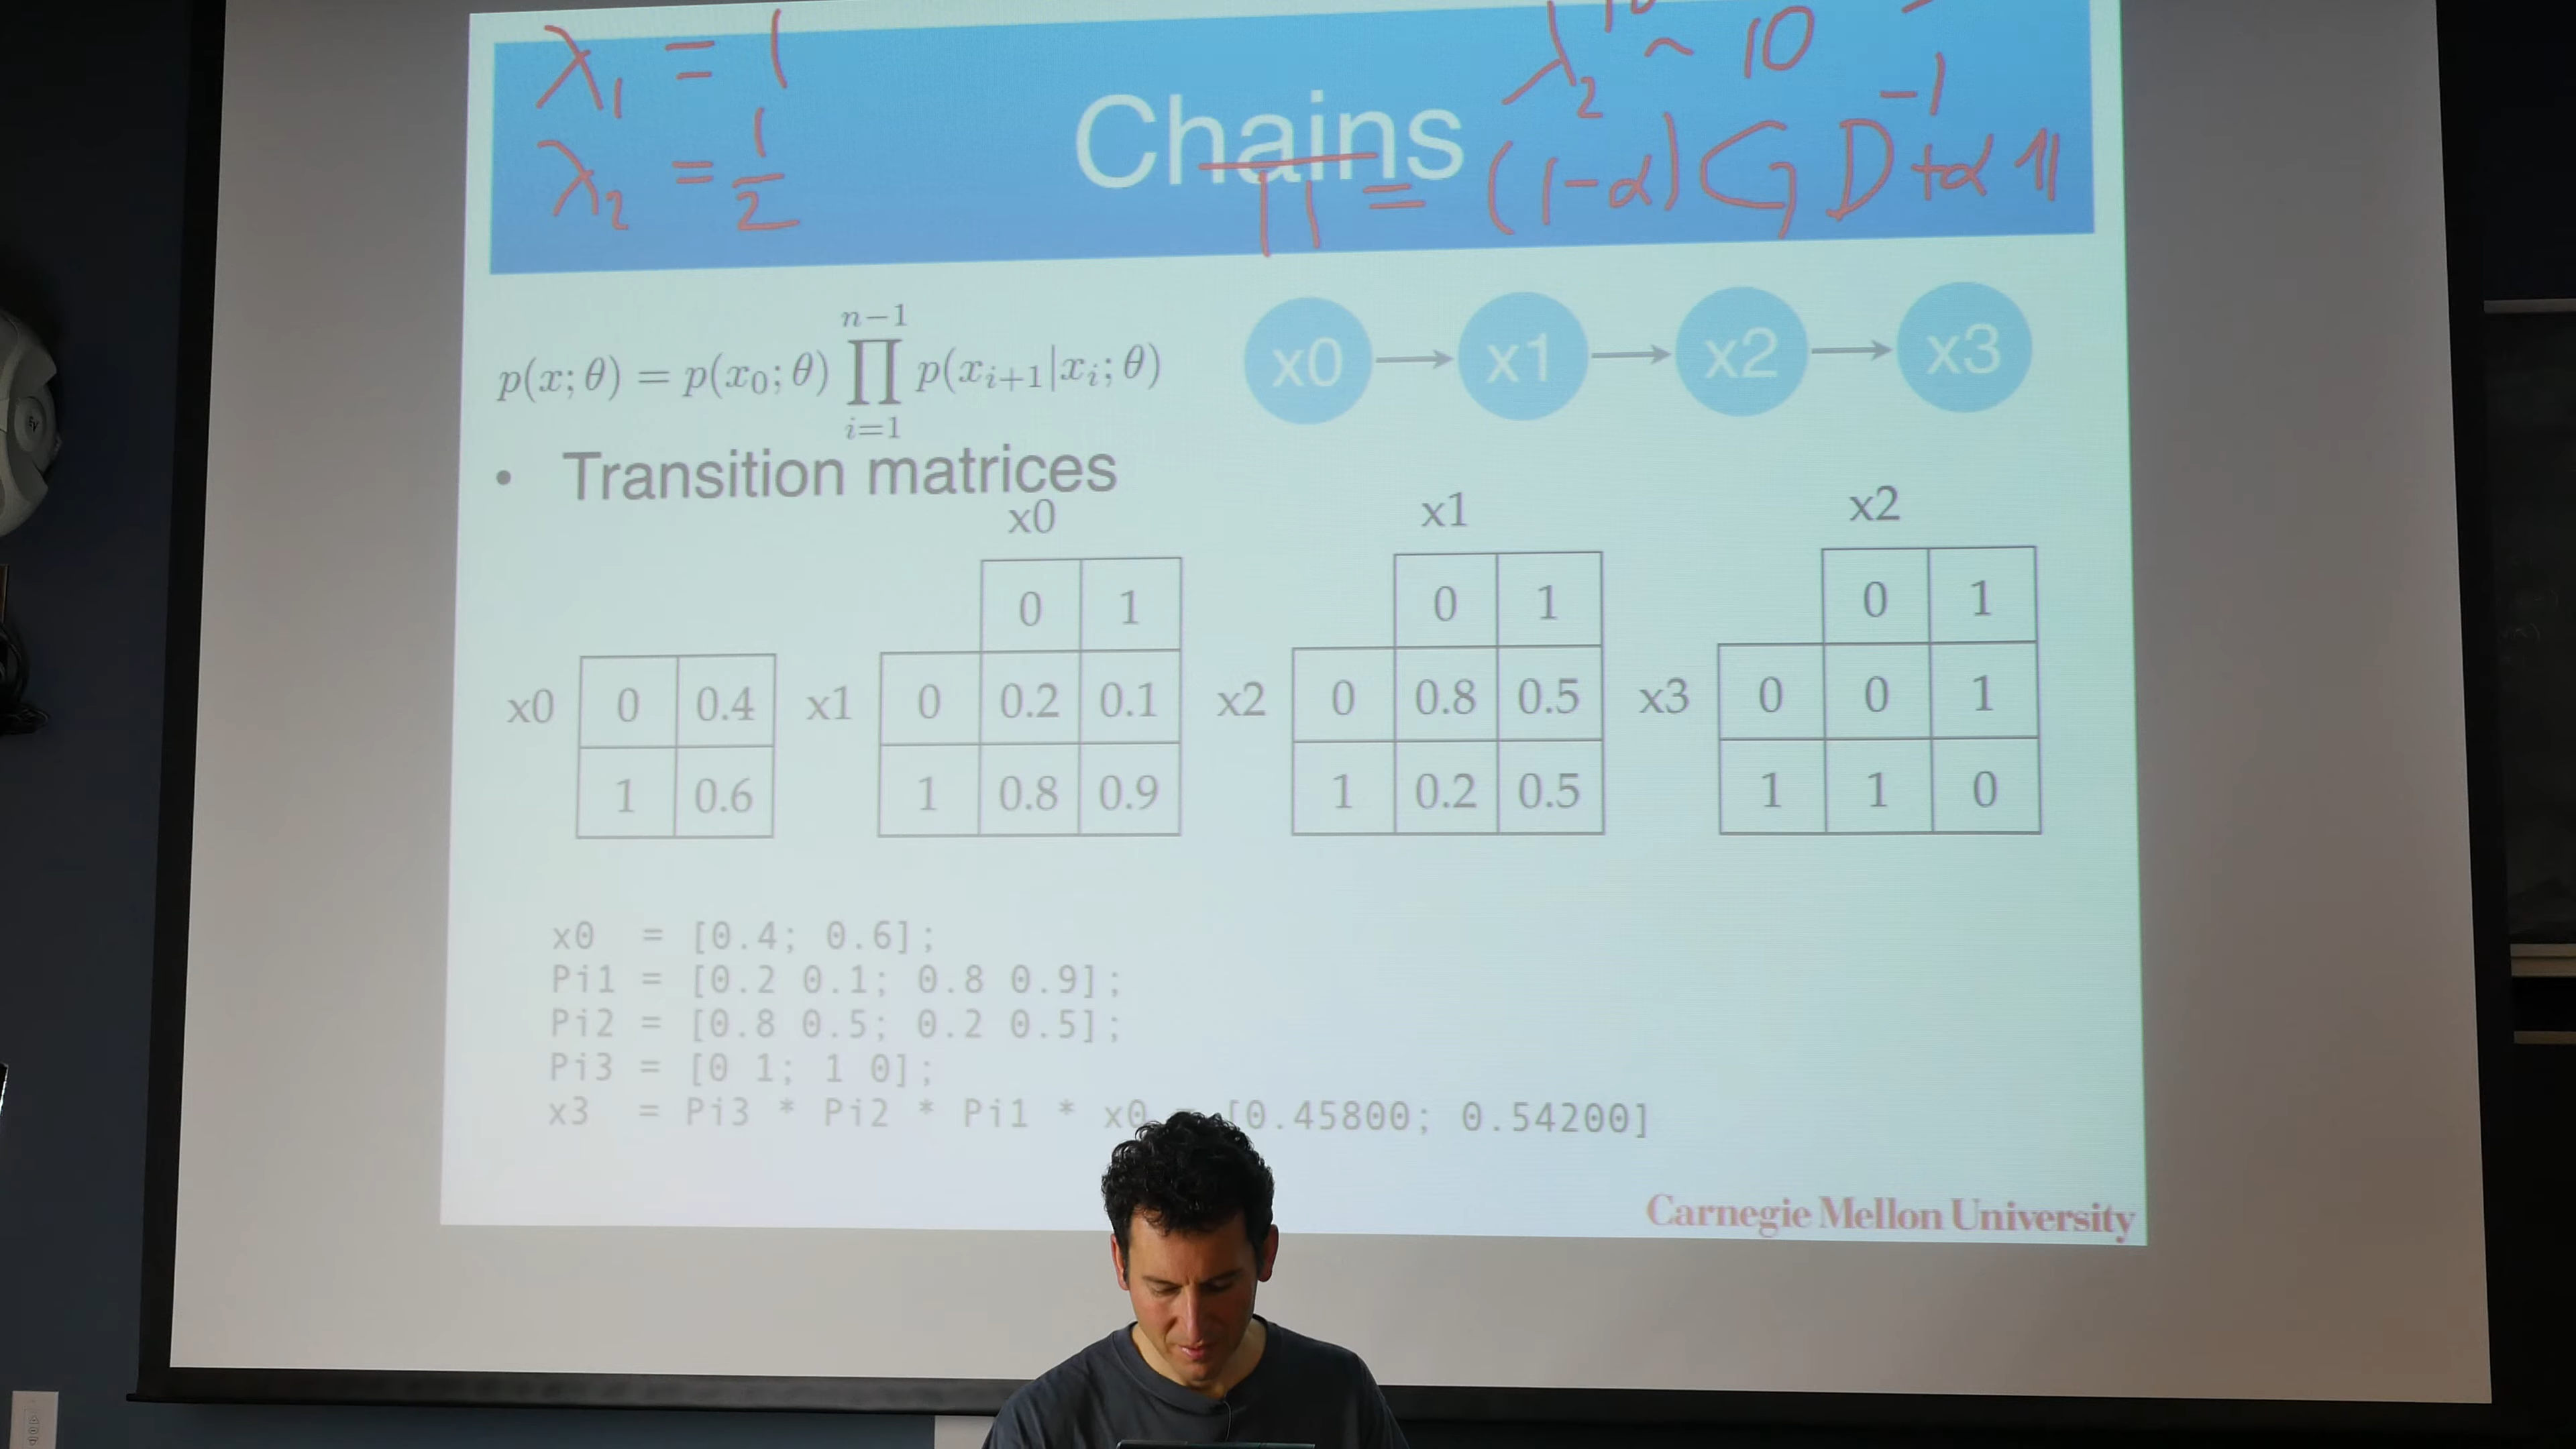 λ₁ = 1
λ₂ = 1/2
λ₂¹⁰ ~ 10
Π = (1-α) G D⁻¹ + α 1
Chains
p(x; θ) = p(x₀; θ) ∏_{i=1}^{n−1} p(x_{i+1}|x_i; θ)
x0 x1 x2 x3
• Transition matrices
x0 x1 x2
0 1 0 1 0 1
x0 0 0.4 x1 0 0.2 0.1 x2 0 0.8 0.5 x3 0 0 1
1 0.6 1 0.8 0.9 1 0.2 0.5 1 1 0
x0 = [0.4; 0.6];
Pi1 = [0.2 0.1; 0.8 0.9];
Pi2 = [0.8 0.5; 0.2 0.5];
Pi3 = [0 1; 1 0];
x3 = Pi3 * Pi2 * Pi1 * x0 = [0.45800; 0.54200]
Carnegie Mellon University